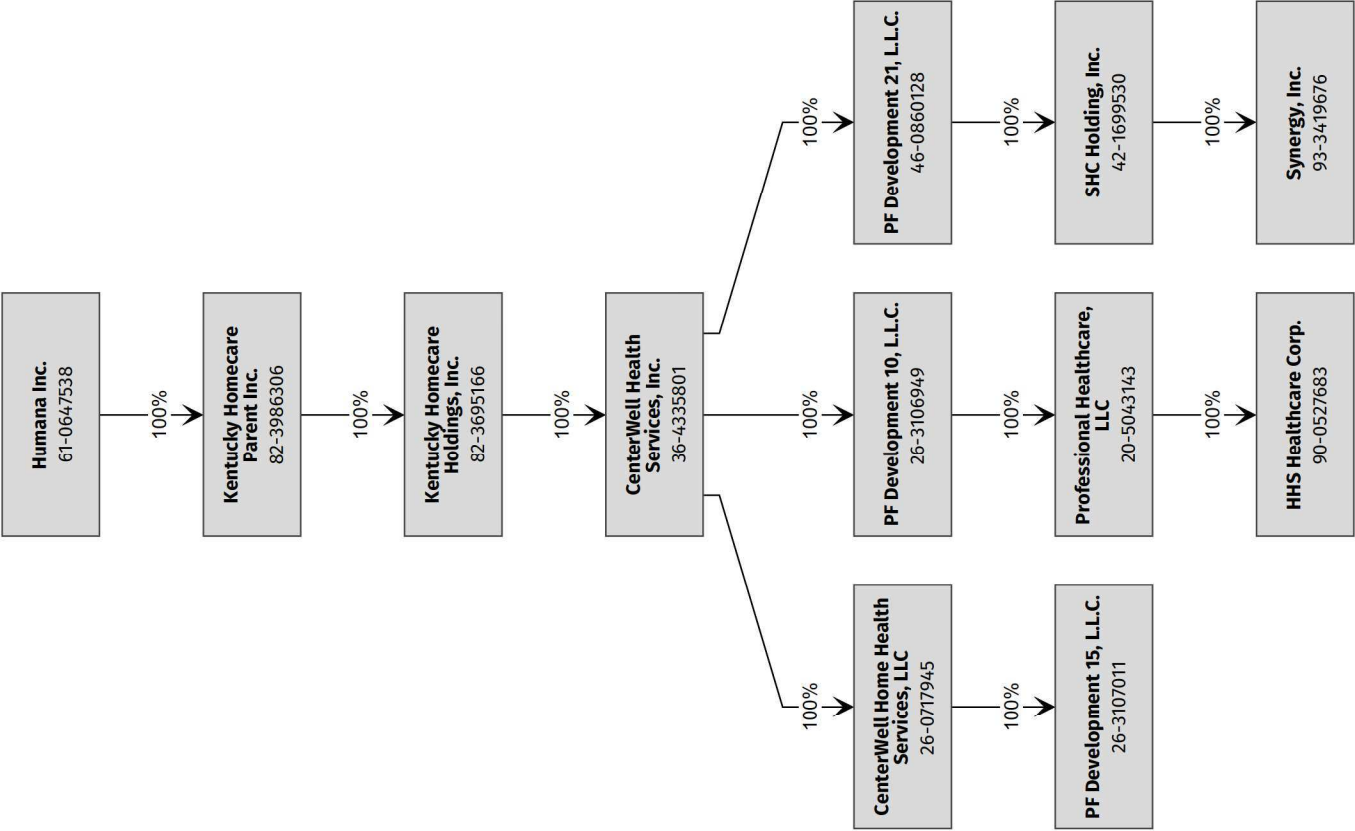 Humana Inc.
61-0647538
100%
Kentucky Homecare
Parent Inc.
82-3986306
100%
Kentucky Homecare
Holdings, Inc.
82-3695166
100%
CenterWell Health
Services, Inc.
36-4335801
100%
100%
100%
CenterWell Home Health
Services, LLC
26-0717945
PF Development 10, L.L.C.
26-3106949
PF Development 21, L.L.C.
46-0860128
100%
100%
100%
PF Development 15, L.L.C.
26-3107011
Professional Healthcare,
LLC
20-5043143
SHC Holding, Inc.
42-1699530
100%
100%
HHS Healthcare Corp.
90-0527683
Synergy, Inc.
93-3419676